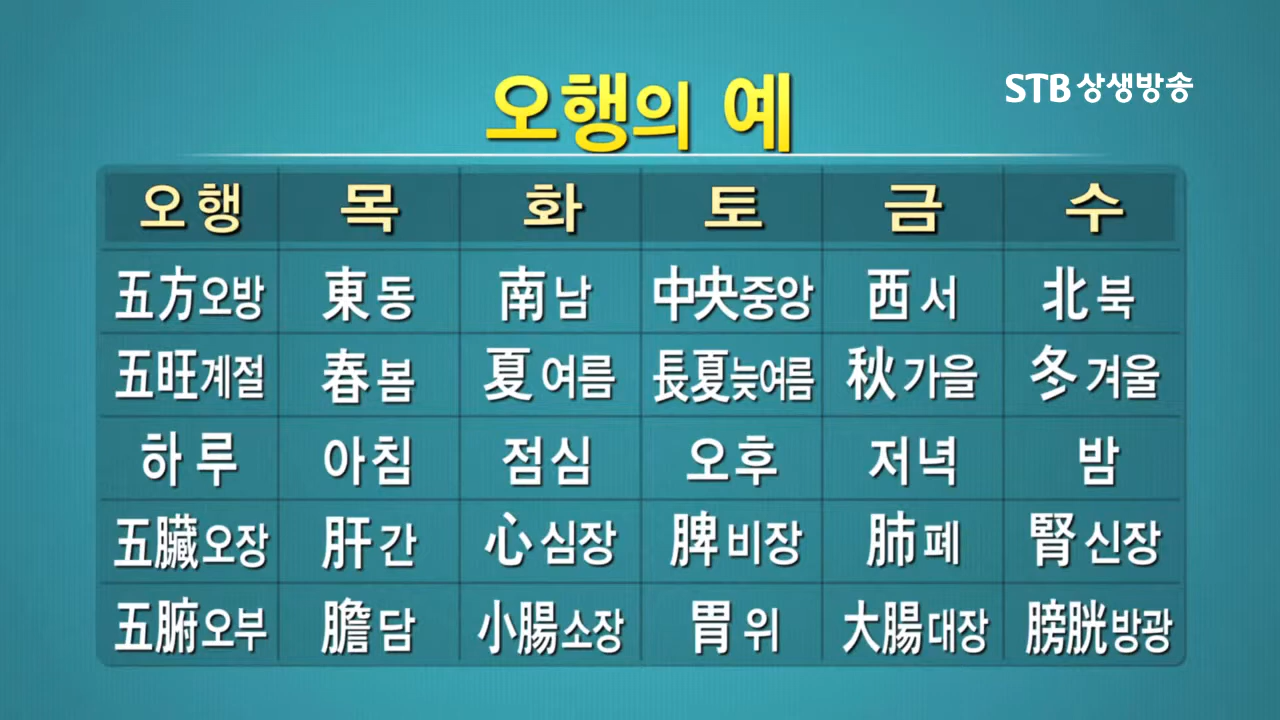 STB 상생방송
오행의 예
오행 목 화 토 금 수
五方오방 東동 南남 中央중앙 西서 北북
五旺계절 春봄 夏여름 長夏늦여름 秋가을 冬겨울
하루 아침 점심 오후 저녁 밤
五臟오장 肝간 心심장 脾비장 肺폐 腎신장
五腑오부 膽담 小腸소장 胃위 大腸대장 膀胱방광